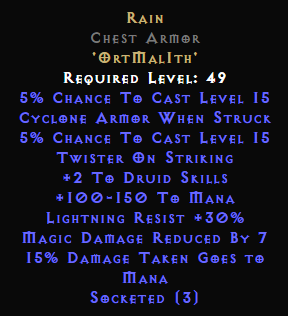 Rain
Chest Armor
'OrtMalIth'
Required Level: 49
5% Chance To Cast Level 15
Cyclone Armor When Struck
5% Chance To Cast Level 15
Twister On Striking
+2 To Druid Skills
+100-150 To Mana
Lightning Resist +30%
Magic Damage Reduced By 7
15% Damage Taken Goes to
Mana
Socketed (3)